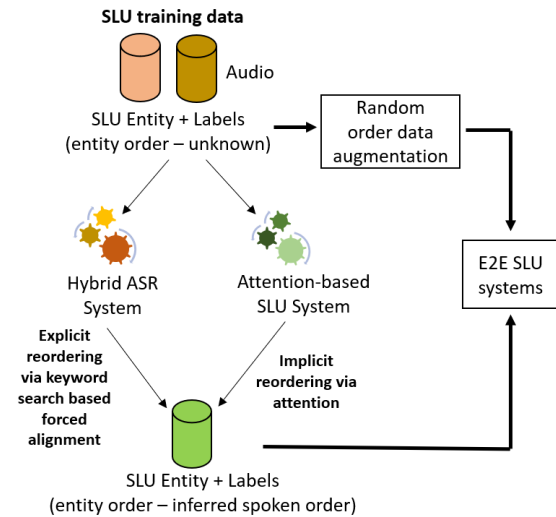 SLU training data
Audio
SLU Entity + Labels
(entity order – unknown)
Random
order data
augmentation
Hybrid ASR
System
Attention-based
SLU System
E2E SLU
systems
Explicit
reordering
via keyword
search based
forced
alignment
Implicit
reordering via
attention
SLU Entity + Labels
(entity order – inferred spoken order)